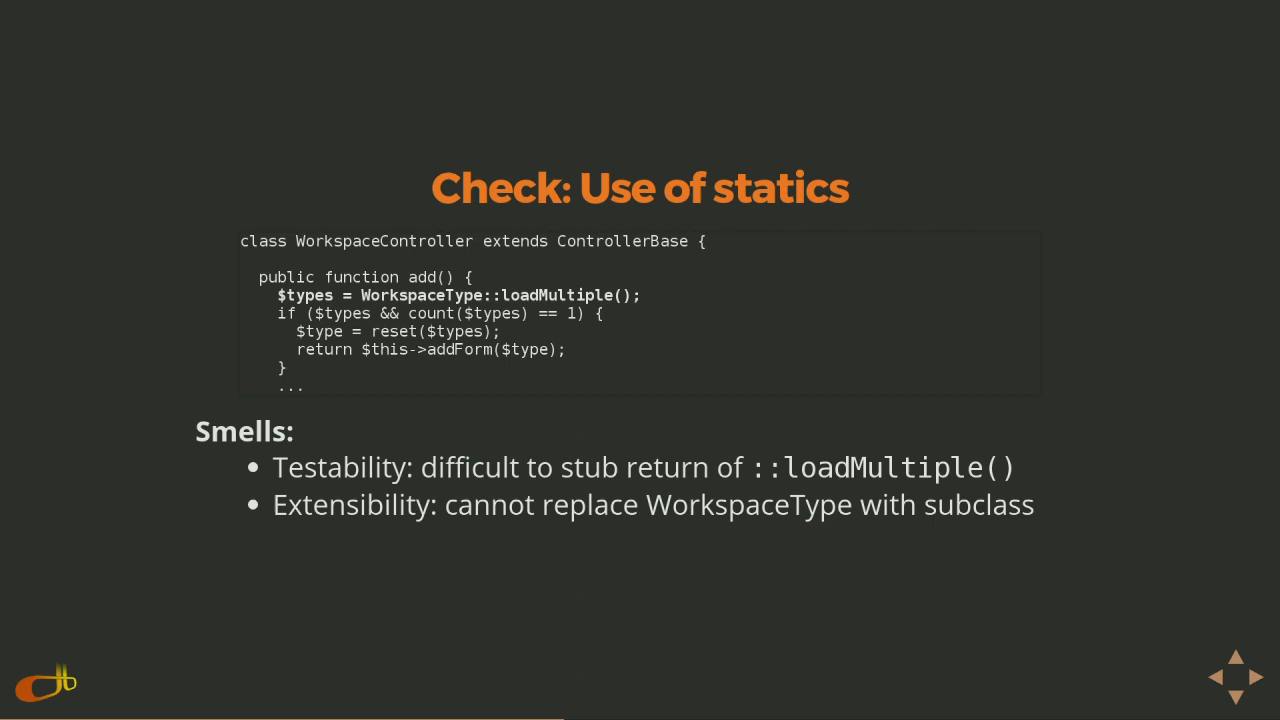 Check: Use of statics
class WorkspaceController extends ControllerBase {
  public function add() {
    $types = WorkspaceType::loadMultiple();
    if ($types && count($types) == 1) {
      $type = reset($types);
      return $this->addForm($type);
    }
    ...
Smells:
• Testability: difficult to stub return of ::loadMultiple()
• Extensibility: cannot replace WorkspaceType with subclass